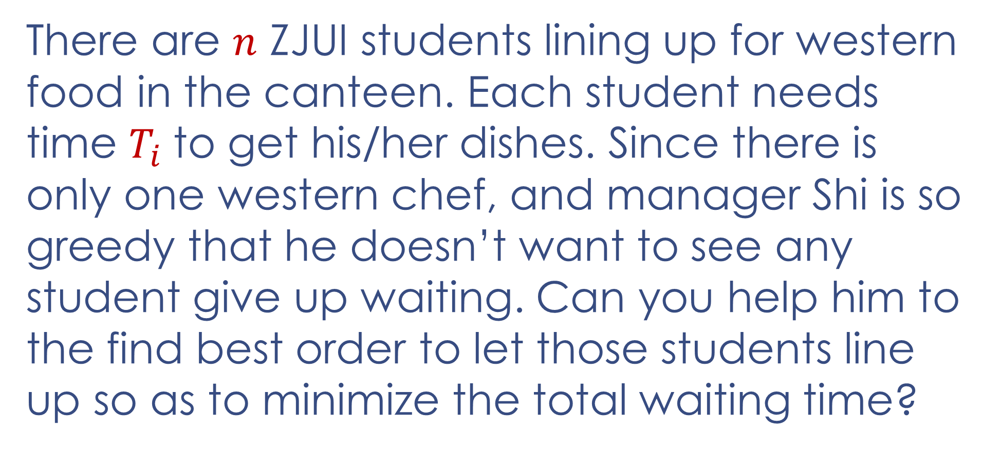 There are n ZJUI students lining up for western
food in the canteen. Each student needs
time Tᵢ to get his/her dishes. Since there is
only one western chef, and manager Shi is so
greedy that he doesn’t want to see any
student give up waiting. Can you help him to
the find best order to let those students line
up so as to minimize the total waiting time?